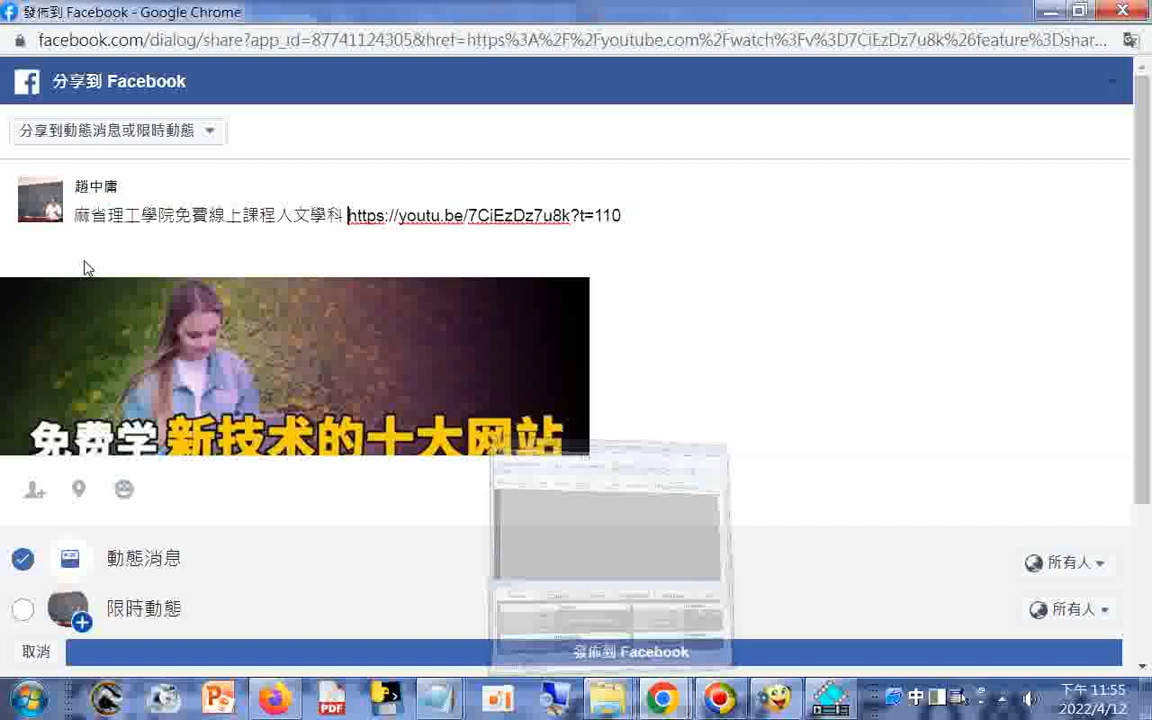 發佈到 Facebook - Google Chrome
facebook.com/dialog/share?app_id=87741124305&href=https%3A%2F%2Fyoutube.com%2Fwatch%3Fv%3D7CiEzDz7u8k%26feature%3Dshar...
分享到 Facebook
分享到動態消息或限時動態
趙中庸
麻省理工學院免費線上課程人文學科 https://youtu.be/7CiEzDz7u8k?t=110
免费学 新技术的十大网站
動態消息
所有人
限時動態
所有人
取消
發佈到 Facebook
PDF
中
下午 11:55
2022/4/12